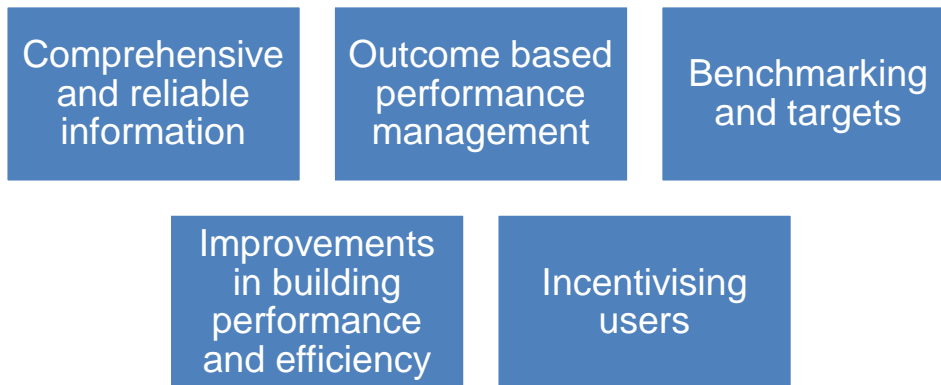 Comprehensive
and reliable
information
Outcome based
performance
management
Benchmarking
and targets
Improvements
in building
performance
and efficiency
Incentivising
users